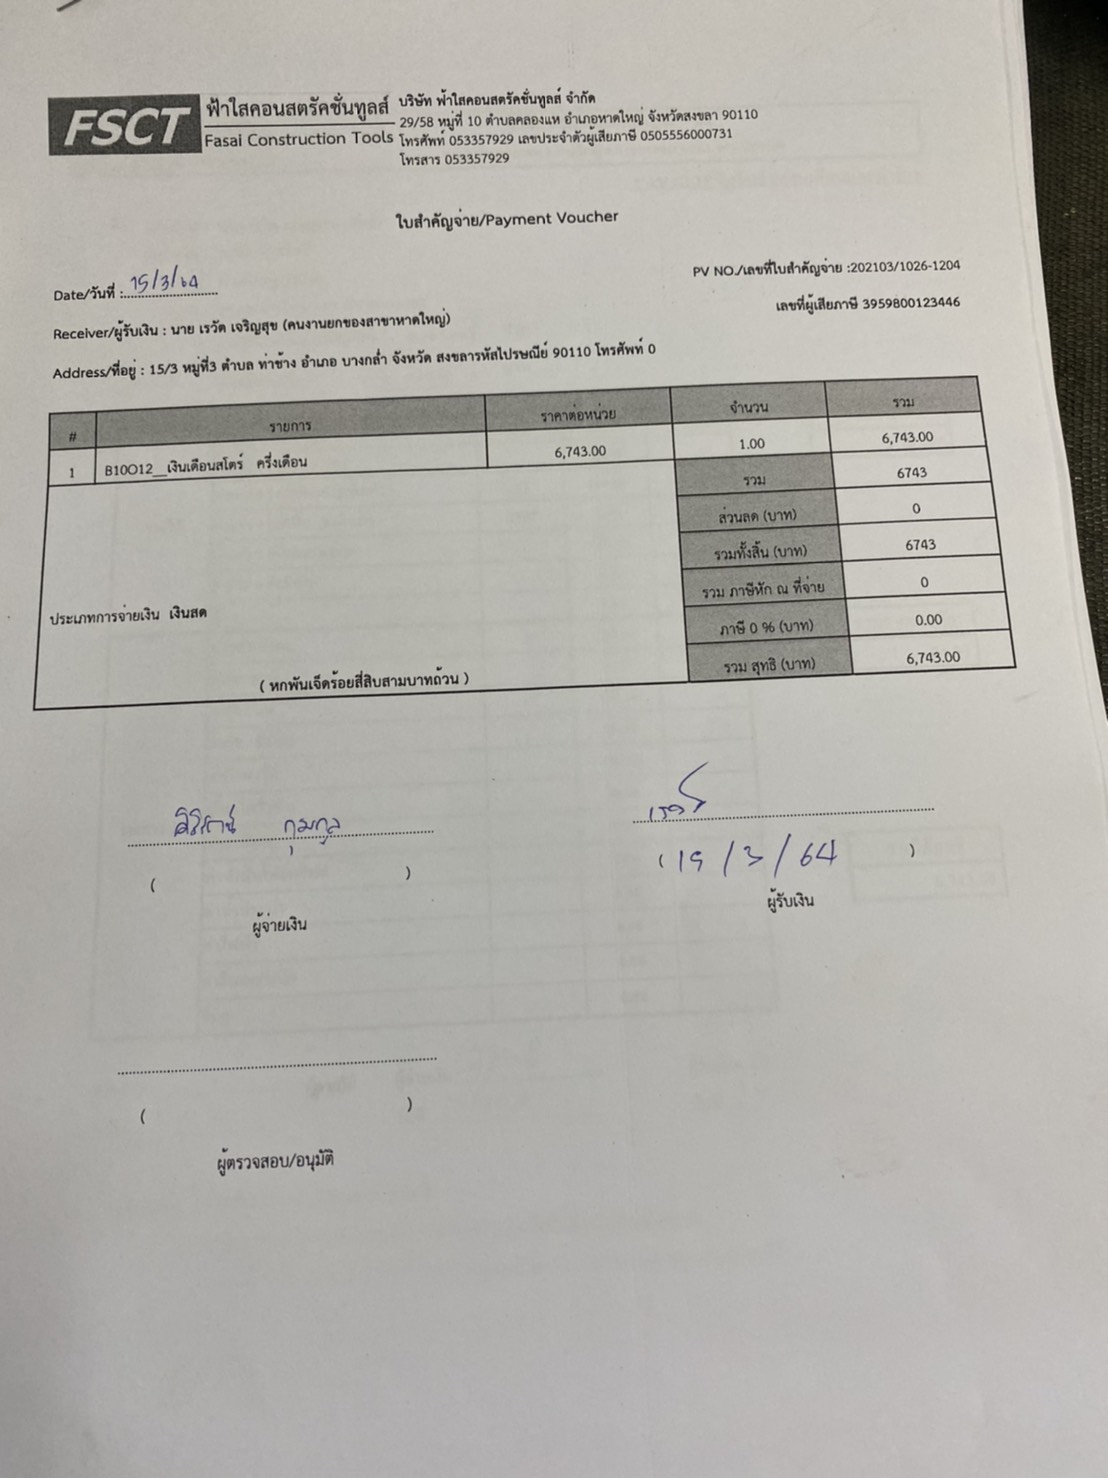 FSCT
ฟ้าใสคอนสตรัคชั่นทูลส์
Fasai Construction Tools
บริษัท ฟ้าใสคอนสตรัคชั่นทูลส์ จำกัด
29/58 หมู่ที่ 10 ตำบลคลองแห อำเภอหาดใหญ่ จังหวัดสงขลา 90110
โทรศัพท์ 053357929 เลขประจำตัวผู้เสียภาษี 0505556000731
โทรสาร 053357929
ใบสำคัญจ่าย/Payment Voucher
Date/วันที่ : 15/3/64
PV NO./เลขที่ใบสำคัญจ่าย :202103/1026-1204
เลขที่ผู้เสียภาษี 3959800123446
Receiver/ผู้รับเงิน : นาย เรวัต เจริญสุข (คนงานยกของสาขาหาดใหญ่)
Address/ที่อยู่ : 15/3 หมู่ที่3 ตำบล ท่าช้าง อำเภอ บางกล่ำ จังหวัด สงขลารหัสไปรษณีย์ 90110 โทรศัพท์ 0
# รายการ ราคาต่อหน่วย จำนวน รวม
1 B10O12__เงินเดือนสโตร์ ครึ่งเดือน 6,743.00 1.00 6,743.00
รวม 6743
ส่วนลด (บาท) 0
รวมทั้งสิ้น (บาท) 6743
รวม ภาษีหัก ณ ที่จ่าย 0
ประเภทการจ่ายเงิน เงินสด
ภาษี 0 % (บาท) 0.00
รวม สุทธิ (บาท) 6,743.00
( หกพันเจ็ดร้อยสี่สิบสามบาทถ้วน )
( )
ผู้จ่ายเงิน
( 15/3/64 )
ผู้รับเงิน
( )
ผู้ตรวจสอบ/อนุมัติ